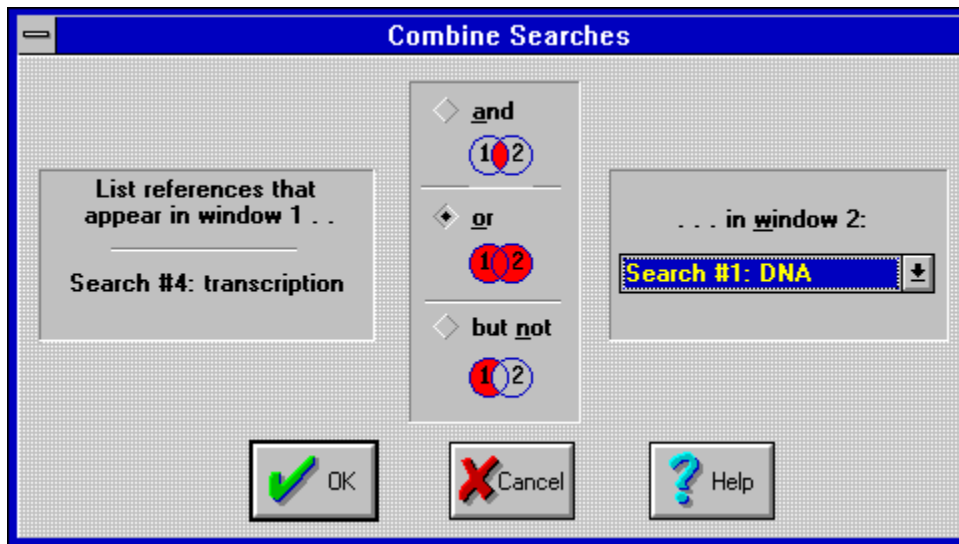 Combine Searches
List references that
appear in window 1 . .
Search #4: transcription
and
1 2
or
1 2
but not
1 2
. . . in window 2:
Search #1: DNA
OK
Cancel
Help